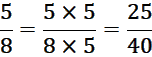 5/8 = 5 × 5 / 8 × 5 = 25/40